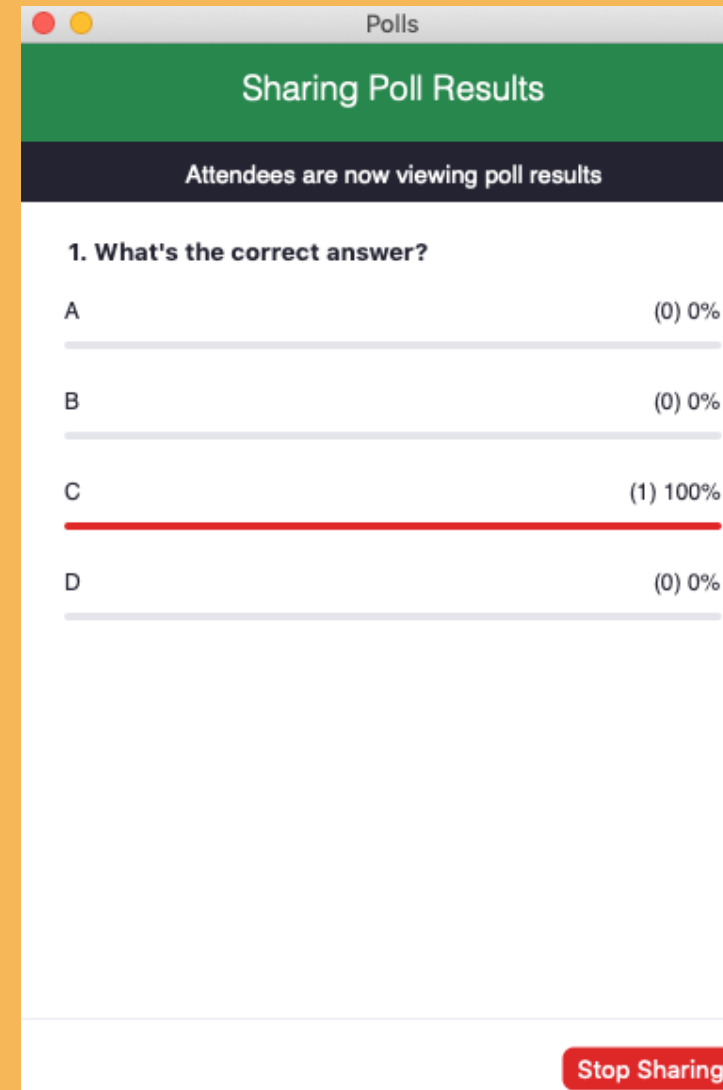 Polls
Sharing Poll Results
Attendees are now viewing poll results
1. What's the correct answer?
A (0) 0%
B (0) 0%
C (1) 100%
D (0) 0%
Stop Sharing